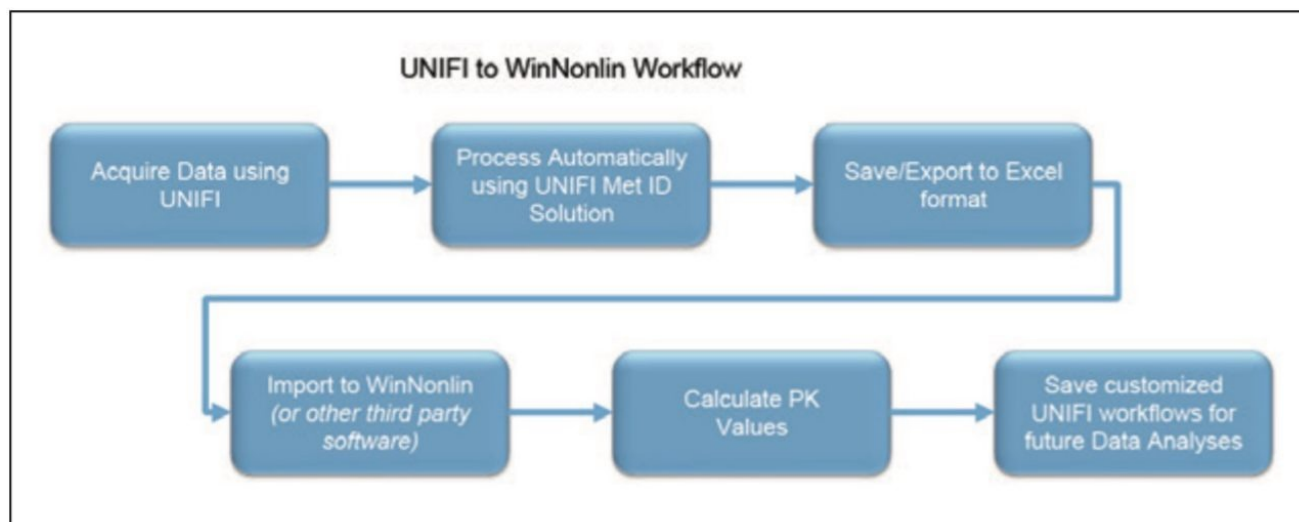 UNIFI to WinNonlin Workflow
Acquire Data using
UNIFI
Process Automatically
using UNIFI Met ID
Solution
Save/Export to Excel
format
Import to WinNonlin
(or other third party
software)
Calculate PK
Values
Save customized
UNIFI workflows for
future Data Analyses